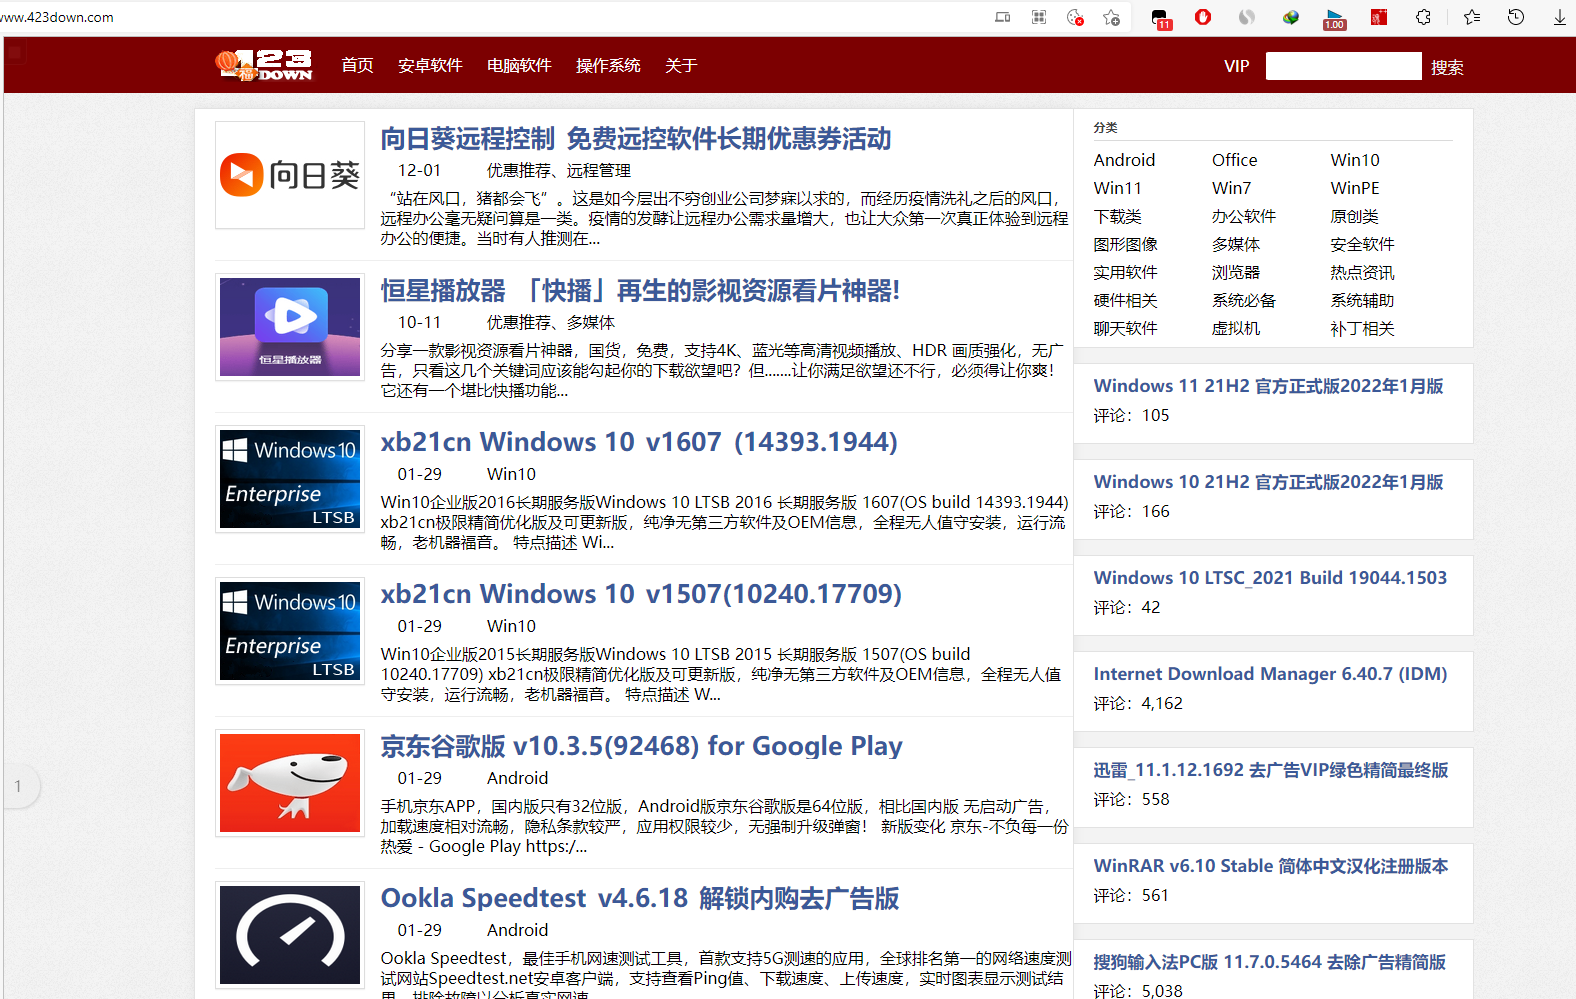 www.423down.com
11
1.00
123
福
DOWN
首页 安卓软件 电脑软件 操作系统 关于
VIP 搜索
向日葵
向日葵远程控制 免费远控软件长期优惠券活动
12-01 优惠推荐、远程管理
“站在风口，猪都会飞”。这是如今层出不穷创业公司梦寐以求的，而经历疫情洗礼之后的风口，
远程办公毫无疑问算是一类。疫情的发酵让远程办公需求量增大，也让大众第一次真正体验到远程
办公的便捷。当时有人推测在...
恒星播放器
恒星播放器 「快播」再生的影视资源看片神器!
10-11 优惠推荐、多媒体
分享一款影视资源看片神器，国货，免费，支持4K、蓝光等高清视频播放、HDR 画质强化，无广
告，只看这几个关键词应该能勾起你的下载欲望吧？但.......让你满足欲望还不行，必须得让你爽！
它还有一个堪比快播功能...
Windows10
Enterprise
LTSB
xb21cn Windows 10 v1607 (14393.1944)
01-29 Win10
Win10企业版2016长期服务版Windows 10 LTSB 2016 长期服务版 1607(OS build 14393.1944)
xb21cn极限精简优化版及可更新版，纯净无第三方软件及OEM信息，全程无人值守安装，运行流
畅，老机器福音。 特点描述 Wi...
Windows10
Enterprise
LTSB
xb21cn Windows 10 v1507(10240.17709)
01-29 Win10
Win10企业版2015长期服务版Windows 10 LTSB 2015 长期服务版 1507(OS build
10240.17709) xb21cn极限精简优化版及可更新版，纯净无第三方软件及OEM信息，全程无人值
守安装，运行流畅，老机器福音。 特点描述 W...
京东谷歌版 v10.3.5(92468) for Google Play
01-29 Android
手机京东APP，国内版只有32位版，Android版京东谷歌版是64位版，相比国内版 无启动广告，
加载速度相对流畅，隐私条款较严，应用权限较少，无强制升级弹窗！ 新版变化 京东-不负每一份
热爱 - Google Play https:/...
Ookla Speedtest v4.6.18 解锁内购去广告版
01-29 Android
Ookla Speedtest，最佳手机网速测试工具，首款支持5G测速的应用，全球排名第一的网络速度测
试网站Speedtest.net安卓客户端，支持查看Ping值、下载速度、上传速度，实时图表显示测试结
果，排除故障以分析真实网速
1
分类
Android Office Win10
Win11 Win7 WinPE
下载类 办公软件 原创类
图形图像 多媒体 安全软件
实用软件 浏览器 热点资讯
硬件相关 系统必备 系统辅助
聊天软件 虚拟机 补丁相关
Windows 11 21H2 官方正式版2022年1月版
评论：105
Windows 10 21H2 官方正式版2022年1月版
评论：166
Windows 10 LTSC_2021 Build 19044.1503
评论：42
Internet Download Manager 6.40.7 (IDM)
评论：4,162
迅雷_11.1.12.1692 去广告VIP绿色精简最终版
评论：558
WinRAR v6.10 Stable 简体中文汉化注册版本
评论：561
搜狗输入法PC版 11.7.0.5464 去除广告精简版
评论：5,038